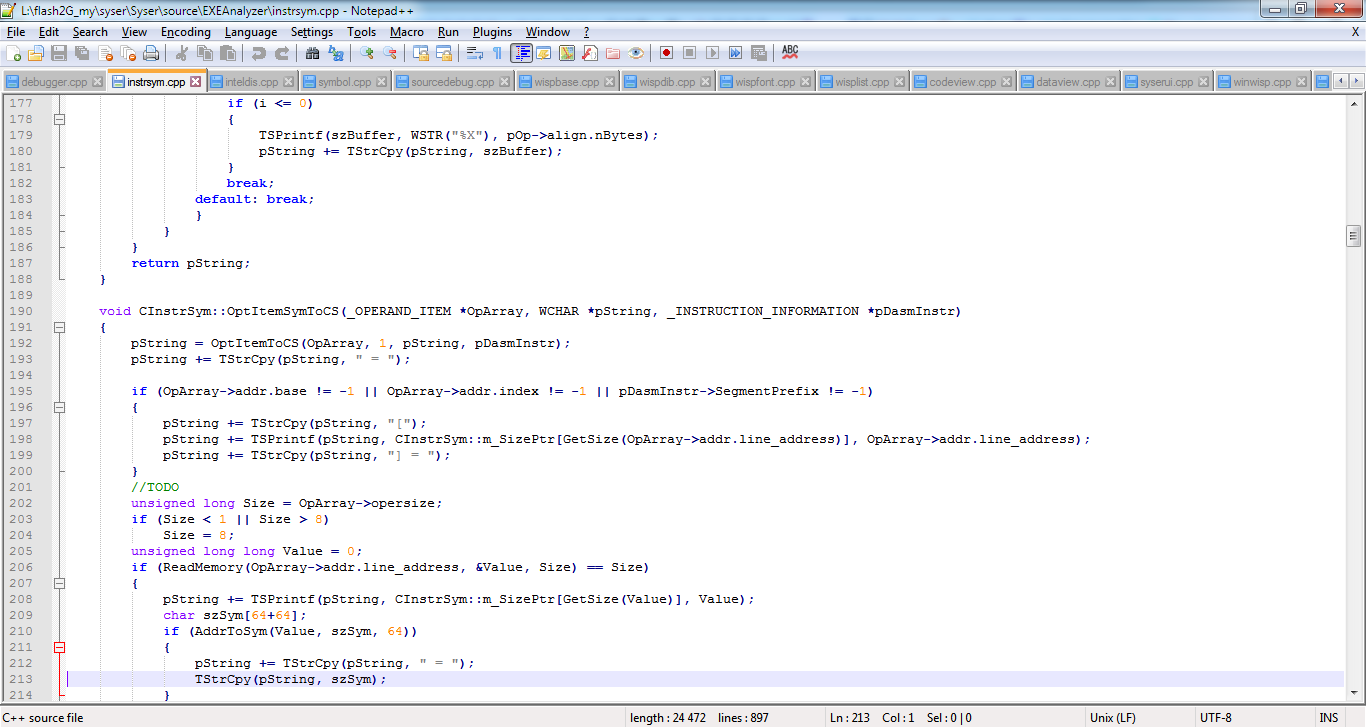 L:\flash2G_my\syser\Syser\source\EXEAnalyzer\instrsym.cpp - Notepad++
File Edit Search View Encoding Language Settings Tools Macro Run Plugins Window ? X
ABC
debugger.cpp instrsym.cpp inteldis.cpp symbol.cpp sourcedebug.cpp wispbase.cpp wispdib.cpp wispfont.cpp wisplist.cpp codeview.cpp dataview.cpp syserui.cpp winwisp.cpp
177 if (i <= 0)
178 {
179 TSPrintf(szBuffer, WSTR("%X"), pOp->align.nBytes);
180 pString += TStrCpy(pString, szBuffer);
181 }
182 break;
183 default: break;
184 }
185 }
186 }
187 return pString;
188 }
189
190 void CInstrSym::OptItemSymToCS(_OPERAND_ITEM *OpArray, WCHAR *pString, _INSTRUCTION_INFORMATION *pDasmInstr)
191 {
192 pString = OptItemToCS(OpArray, 1, pString, pDasmInstr);
193 pString += TStrCpy(pString, " = ");
194
195 if (OpArray->addr.base != -1 || OpArray->addr.index != -1 || pDasmInstr->SegmentPrefix != -1)
196 {
197 pString += TStrCpy(pString, "[");
198 pString += TSPrintf(pString, CInstrSym::m_SizePtr[GetSize(OpArray->addr.line_address)], OpArray->addr.line_address);
199 pString += TStrCpy(pString, "] = ");
200 }
201 //TODO
202 unsigned long Size = OpArray->opersize;
203 if (Size < 1 || Size > 8)
204 Size = 8;
205 unsigned long long Value = 0;
206 if (ReadMemory(OpArray->addr.line_address, &Value, Size) == Size)
207 {
208 pString += TSPrintf(pString, CInstrSym::m_SizePtr[GetSize(Value)], Value);
209 char szSym[64+64];
210 if (AddrToSym(Value, szSym, 64))
211 {
212 pString += TStrCpy(pString, " = ");
213 TStrCpy(pString, szSym);
214 }
C++ source file length : 24 472 lines : 897 Ln : 213 Col : 1 Sel : 0 | 0 Unix (LF) UTF-8 INS